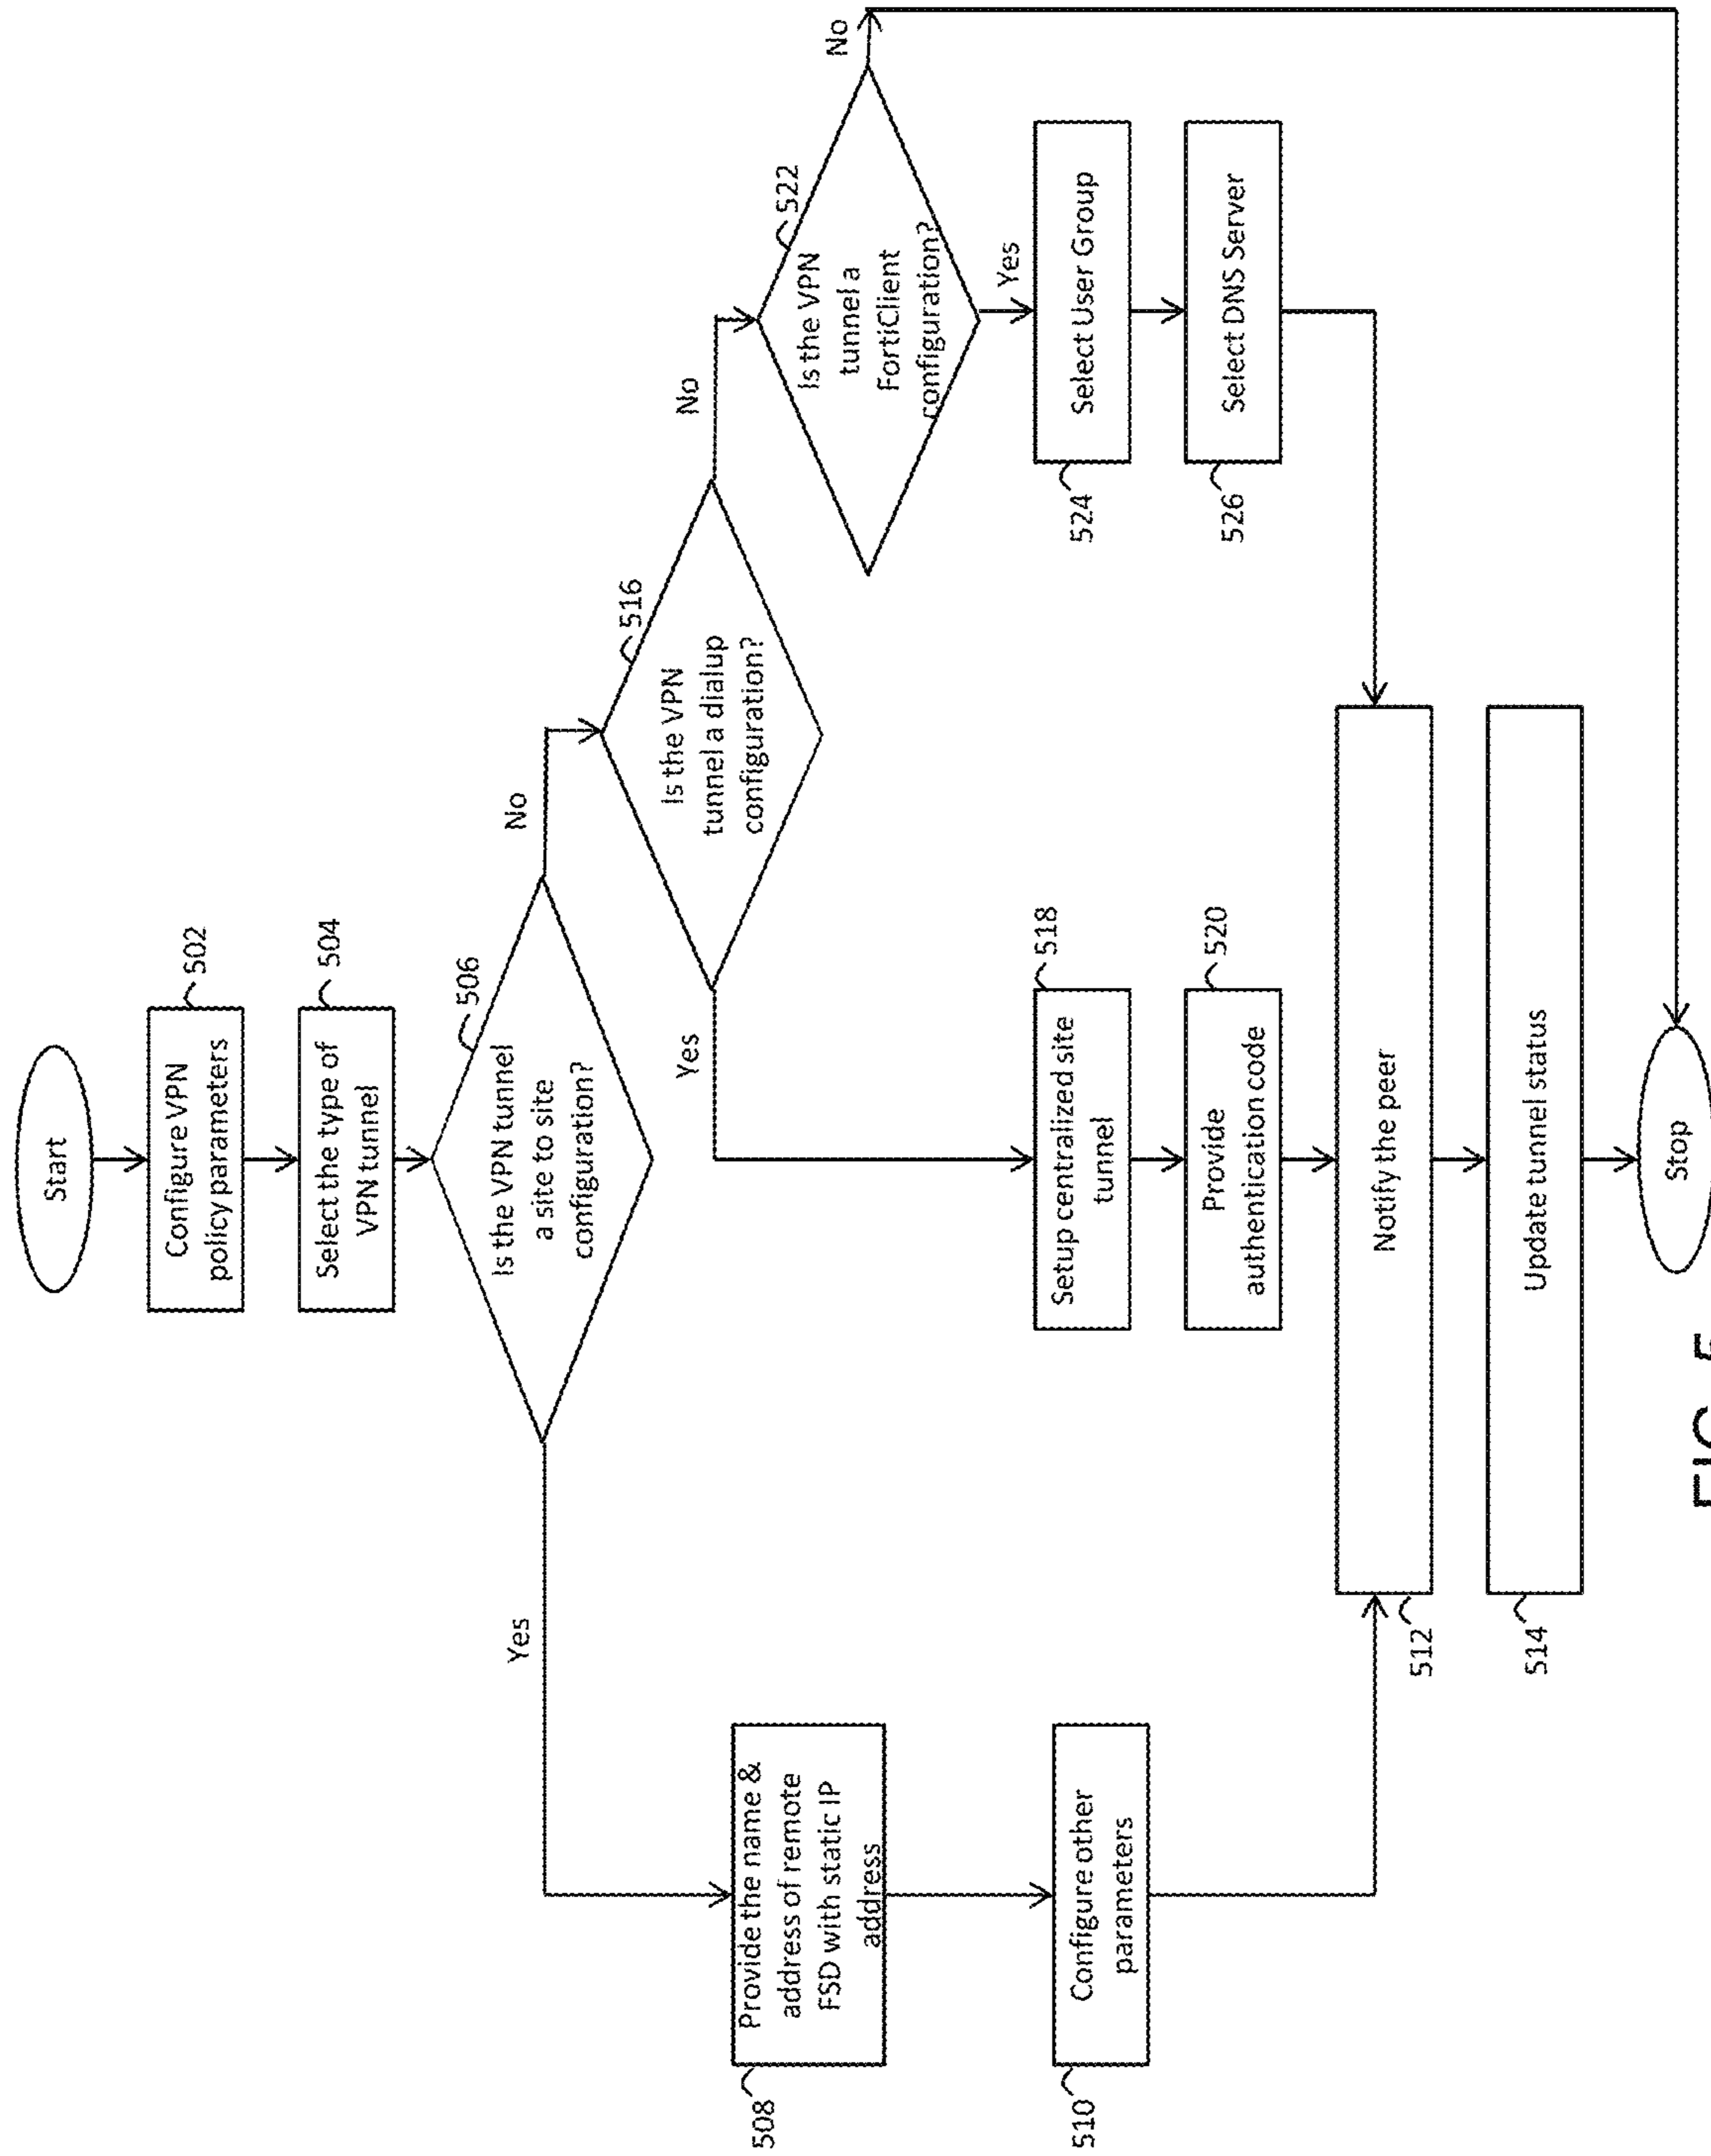 Start
Configure VPN
policy parameters
502
Select the type of
VPN tunnel
504
Is the VPN tunnel
a site to site
configuration?
506
Yes
No
Provide the name &
address of remote
FSD with static IP
address
508
Configure other
parameters
510
Is the VPN
tunnel a dialup
configuration?
516
Yes
No
Setup centralized site
tunnel
518
Provide
authentication code
520
Is the VPN
tunnel a
FortiClient
configuration?
522
No
Yes
Select User Group
524
Select DNS Server
526
Notify the peer
512
Update tunnel status
514
Stop
FIG. 5